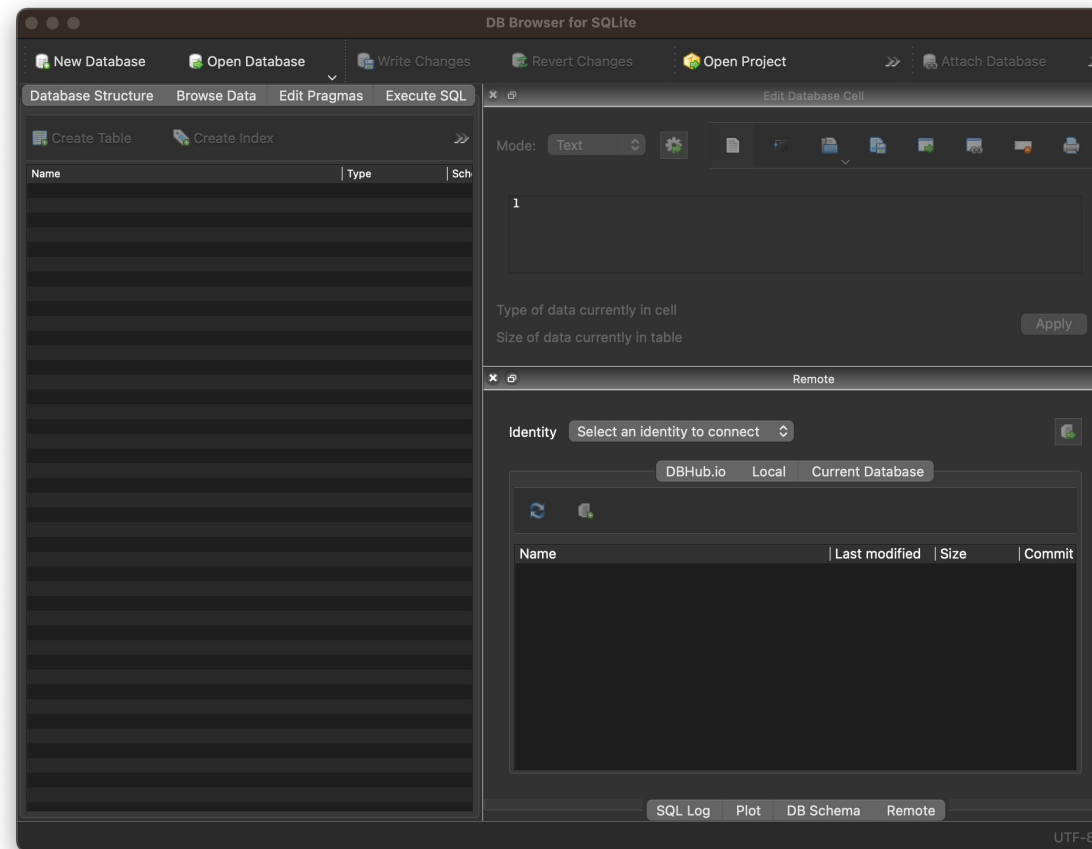 DB Browser for SQLite
New Database Open Database Write Changes Revert Changes Open Project Attach Database
Database Structure Browse Data Edit Pragmas Execute SQL
Create Table Create Index
Name Type Sch
Edit Database Cell
Mode: Text
1
Type of data currently in cell
Size of data currently in table
Apply
Remote
Identity Select an identity to connect
DBHub.io Local Current Database
Name Last modified Size Commit
SQL Log Plot DB Schema Remote
UTF-8